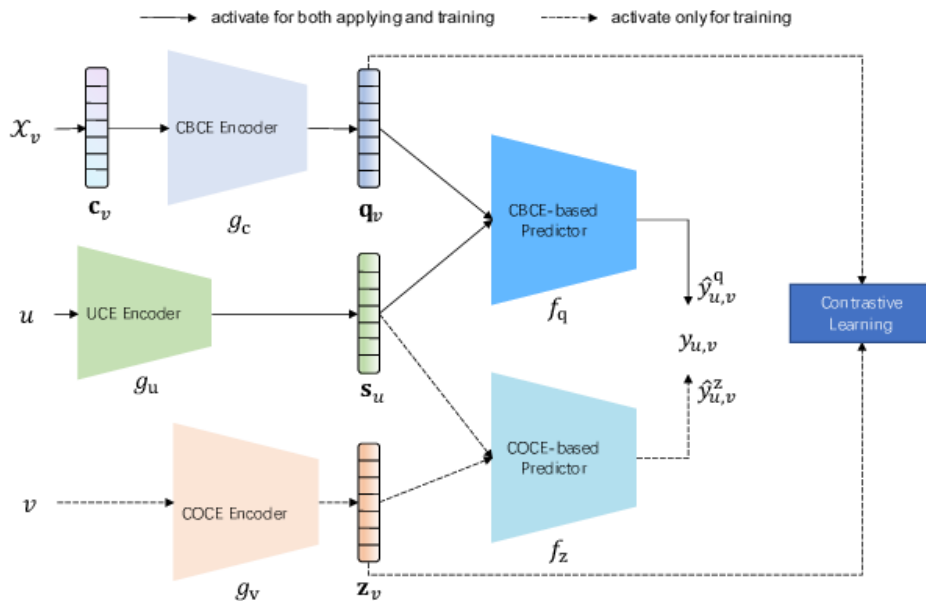 activate for both applying and training
activate only for training
𝒳_v
c_v
CBCE Encoder
g_c
q_v
CBCE-based
Predictor
f_q
ŷ^q_{u,v}
u
UCE Encoder
g_u
s_u
y_{u,v}
Contrastive
Learning
ŷ^z_{u,v}
COCE-based
Predictor
f_z
v
COCE Encoder
g_v
z_v